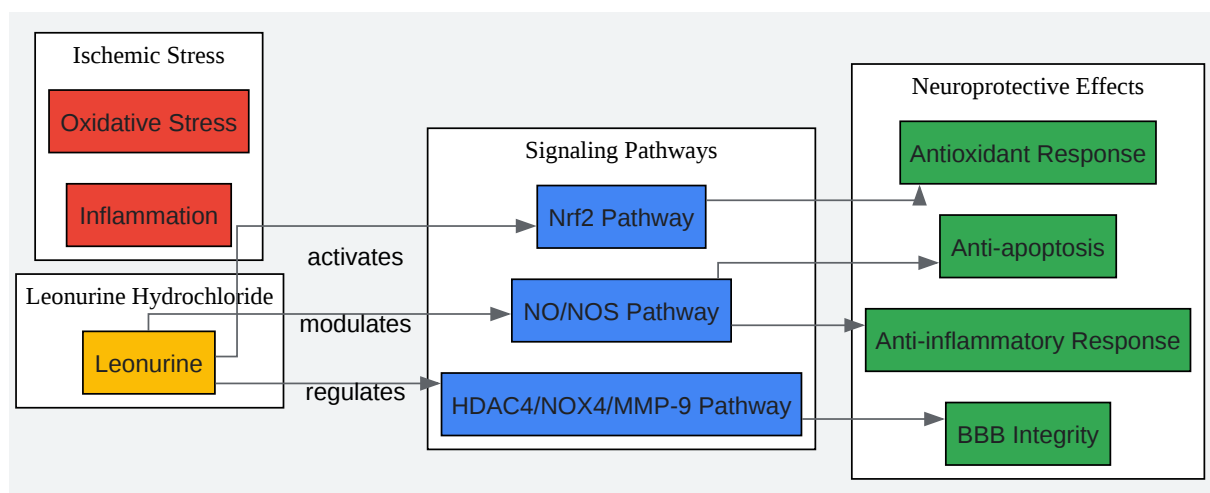 Ischemic Stress
Oxidative Stress
Inflammation
Leonurine Hydrochloride
Leonurine
activates
modulates
regulates
Signaling Pathways
Nrf2 Pathway
NO/NOS Pathway
HDAC4/NOX4/MMP-9 Pathway
Neuroprotective Effects
Antioxidant Response
Anti-apoptosis
Anti-inflammatory Response
BBB Integrity